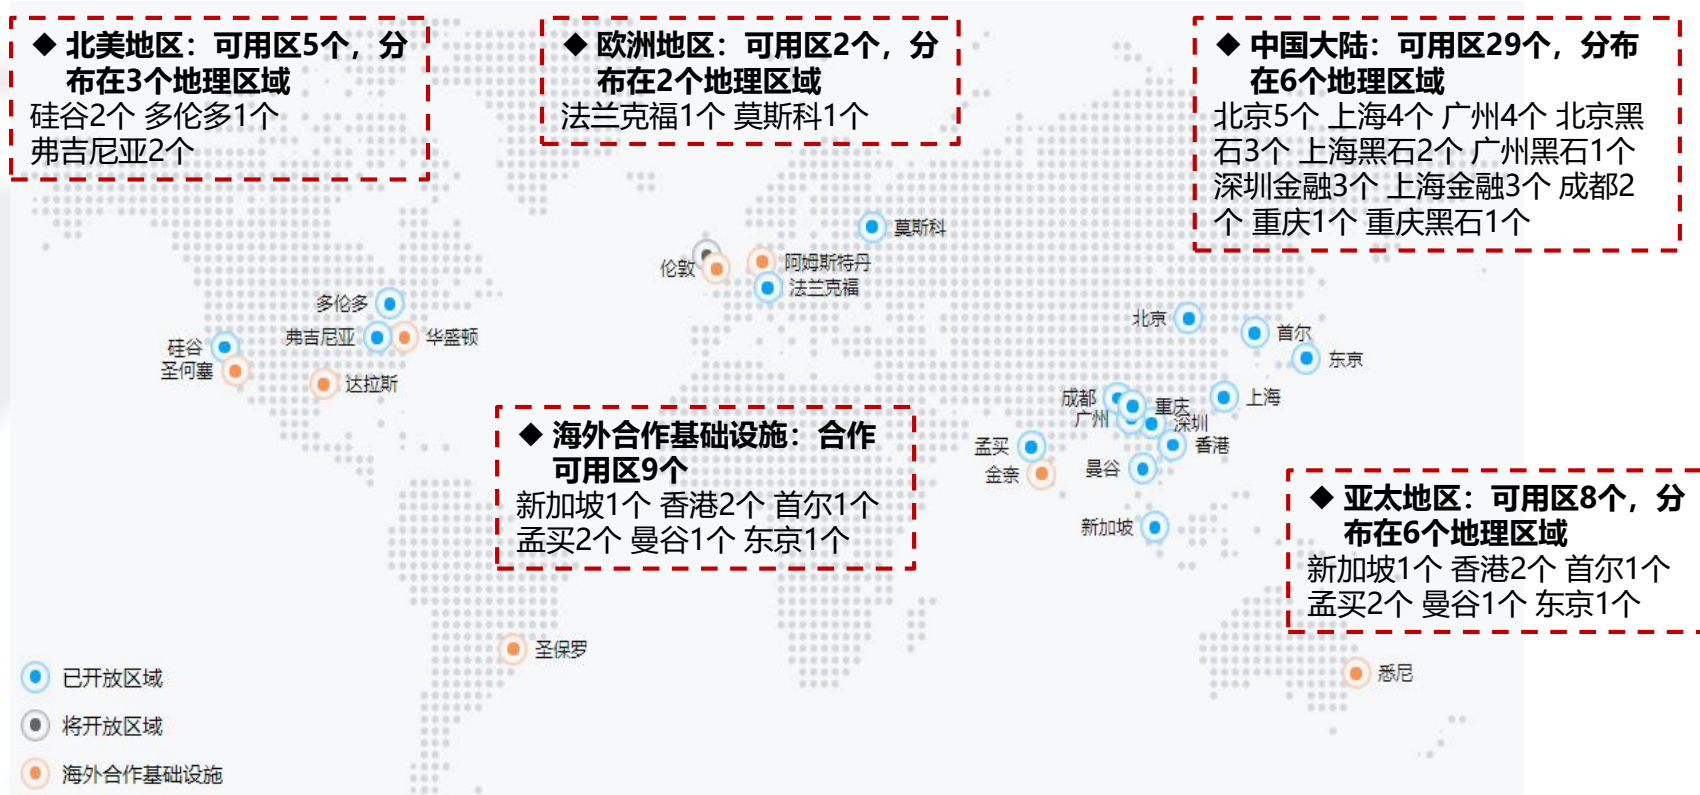 ◆ 北美地区：可用区5个，分
布在3个地理区域
硅谷2个 多伦多1个
弗吉尼亚2个
◆ 欧洲地区：可用区2个，分
布在2个地理区域
法兰克福1个 莫斯科1个
◆ 中国大陆：可用区29个，分布
在6个地理区域
北京5个 上海4个 广州4个 北京黑
石3个 上海黑石2个 广州黑石1个
深圳金融3个 上海金融3个 成都2
个 重庆1个 重庆黑石1个
莫斯科
伦敦
阿姆斯特丹
法兰克福
多伦多
弗吉尼亚
华盛顿
硅谷
圣何塞
达拉斯
北京
首尔
东京
成都
重庆
上海
广州
深圳
香港
孟买
金奈
曼谷
新加坡
◆ 海外合作基础设施：合作
可用区9个
新加坡1个 香港2个 首尔1个
孟买2个 曼谷1个 东京1个
◆ 亚太地区：可用区8个，分
布在6个地理区域
新加坡1个 香港2个 首尔1个
孟买2个 曼谷1个 东京1个
圣保罗
悉尼
已开放区域
将开放区域
海外合作基础设施